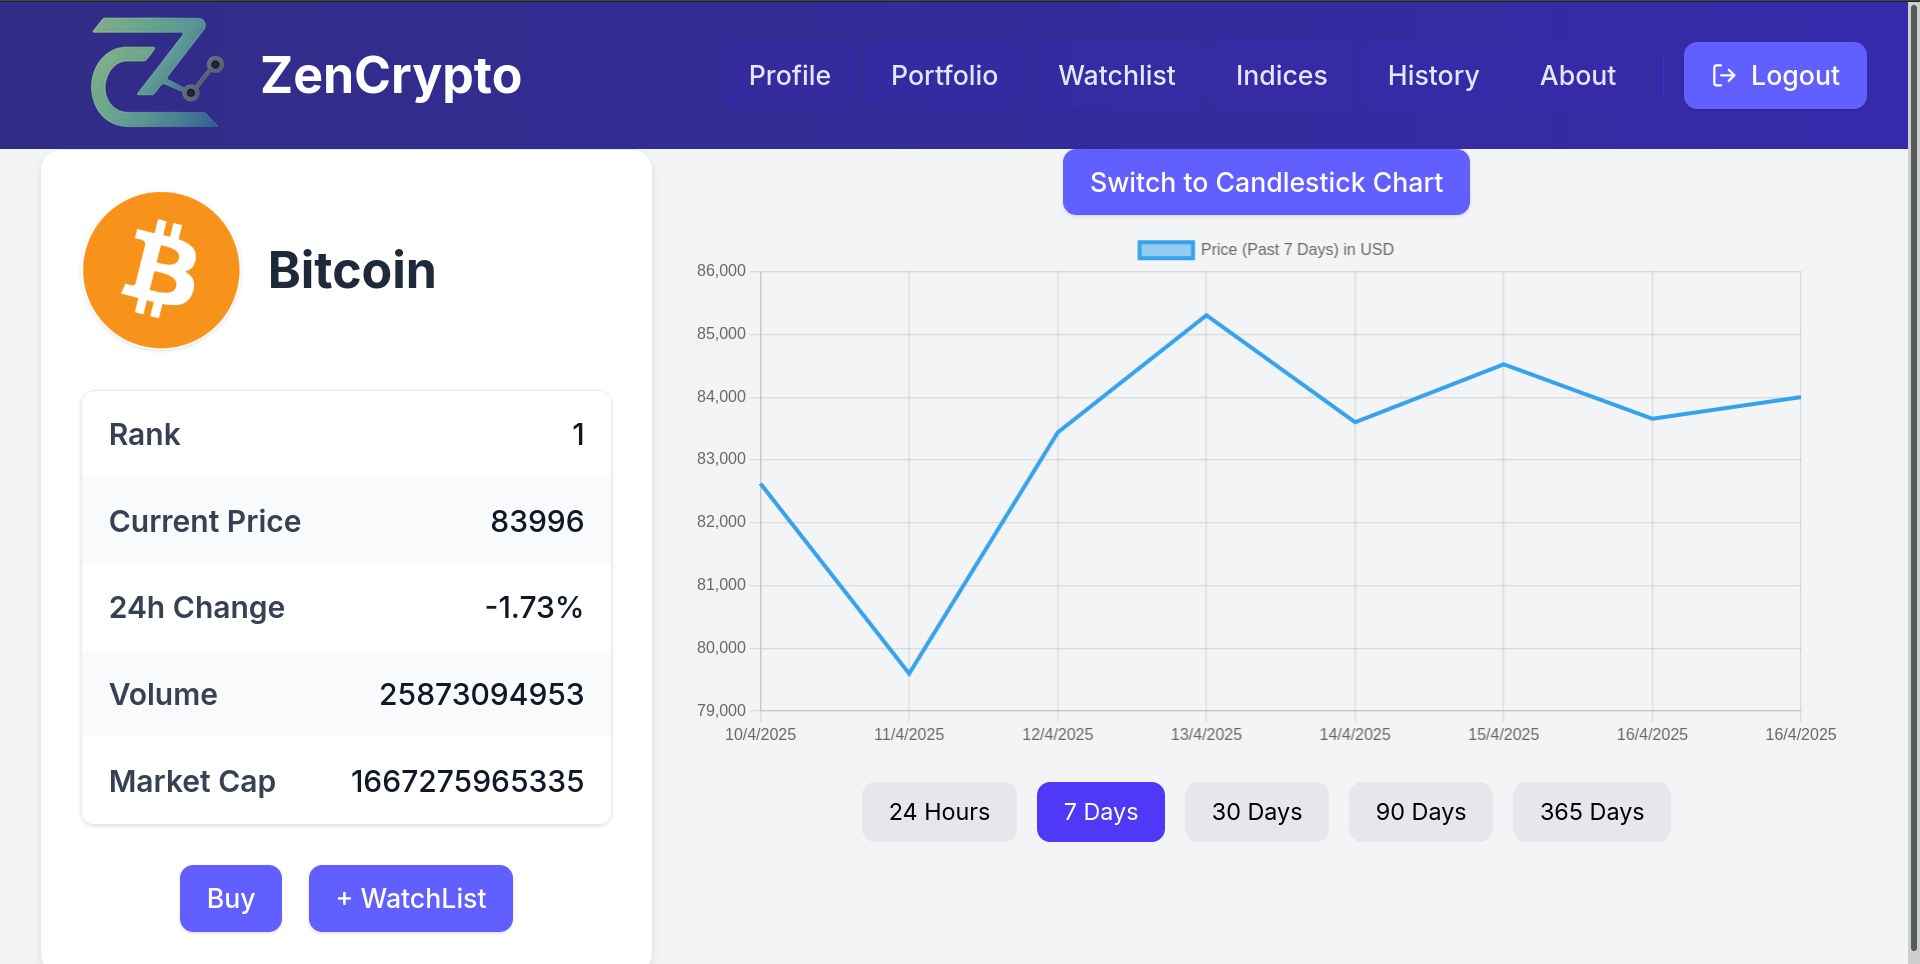 ZenCrypto
Profile Portfolio Watchlist Indices History About Logout
Bitcoin
Rank 1
Current Price 83996
24h Change -1.73%
Volume 25873094953
Market Cap 1667275965335
Buy + WatchList
Switch to Candlestick Chart
Price (Past 7 Days) in USD
86,000
85,000
84,000
83,000
82,000
81,000
80,000
79,000
10/4/2025 11/4/2025 12/4/2025 13/4/2025 14/4/2025 15/4/2025 16/4/2025 16/4/2025
24 Hours 7 Days 30 Days 90 Days 365 Days